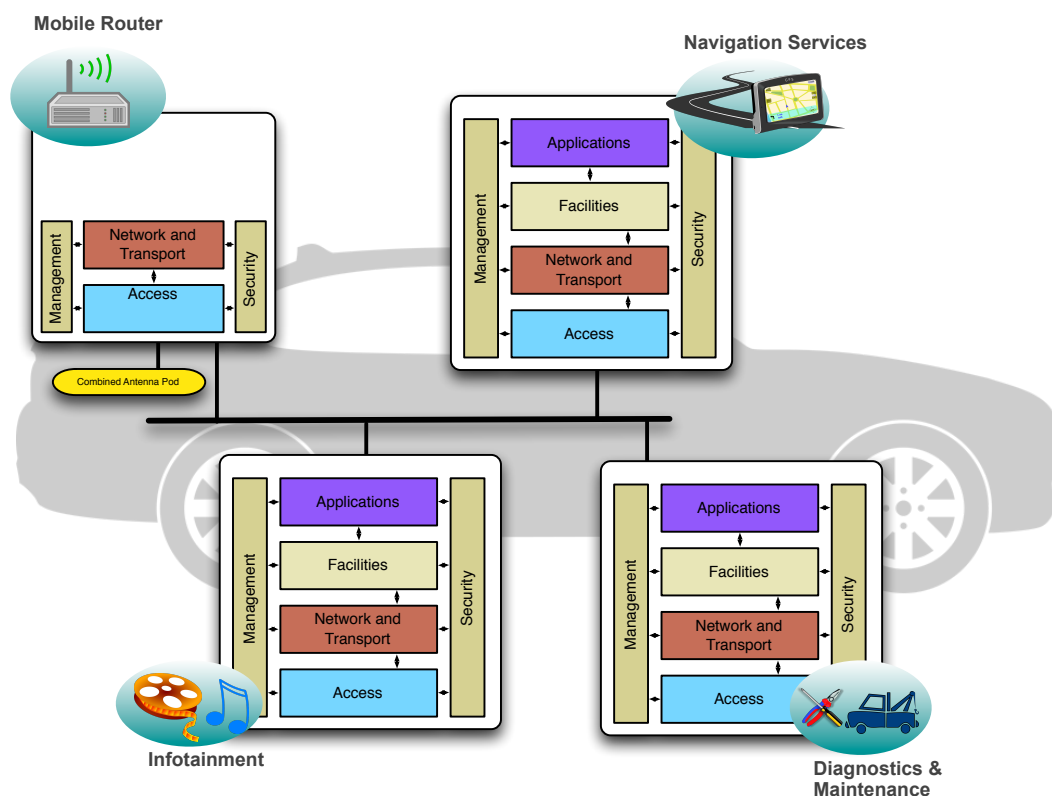 Mobile Router
Management
Network and
Transport
Access
Security
Combined Antenna Pod
Navigation Services
Management
Applications
Facilities
Network and
Transport
Access
Security
Management
Applications
Facilities
Network and
Transport
Access
Security
Infotainment
Management
Applications
Facilities
Network and
Transport
Access
Security
Diagnostics &
Maintenance